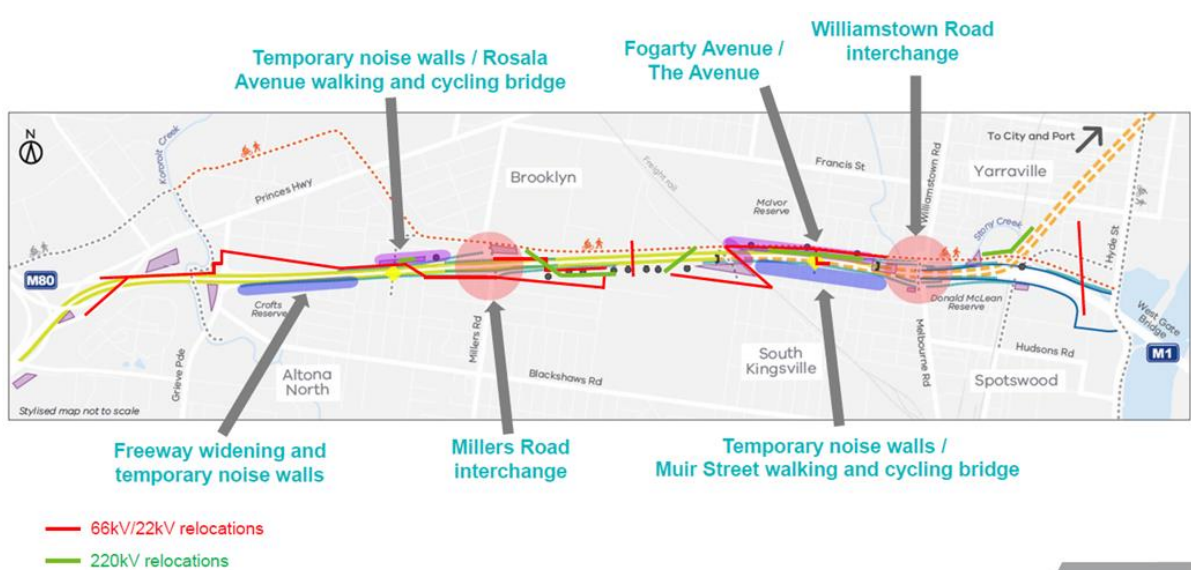 Williamstown Road
interchange
Temporary noise walls / Rosala
Avenue walking and cycling bridge
Fogarty Avenue /
The Avenue
N
Kororoit Creek
Princes Hwy
Brooklyn
Freight rail
McIvor
Reserve
Francis St
Williamstown Rd
To City and Port
Yarraville
Stony Creek
Hyde St
M80
Crofts
Reserve
Grieve Pde
Altona
North
Millers Rd
Blackshaws Rd
South
Kingsville
Melbourne Rd
Donald McLean
Reserve
Hudsons Rd
Spotswood
West Gate
Bridge
M1
Stylised map not to scale
Freeway widening and
temporary noise walls
Millers Road
interchange
Temporary noise walls /
Muir Street walking and cycling bridge
66kV/22kV relocations
220kV relocations